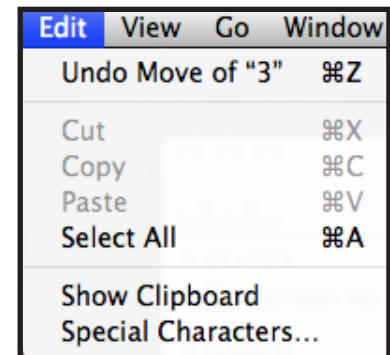 Edit View Go Window
Undo Move of “3” ⌘Z
Cut ⌘X
Copy ⌘C
Paste ⌘V
Select All ⌘A
Show Clipboard
Special Characters...